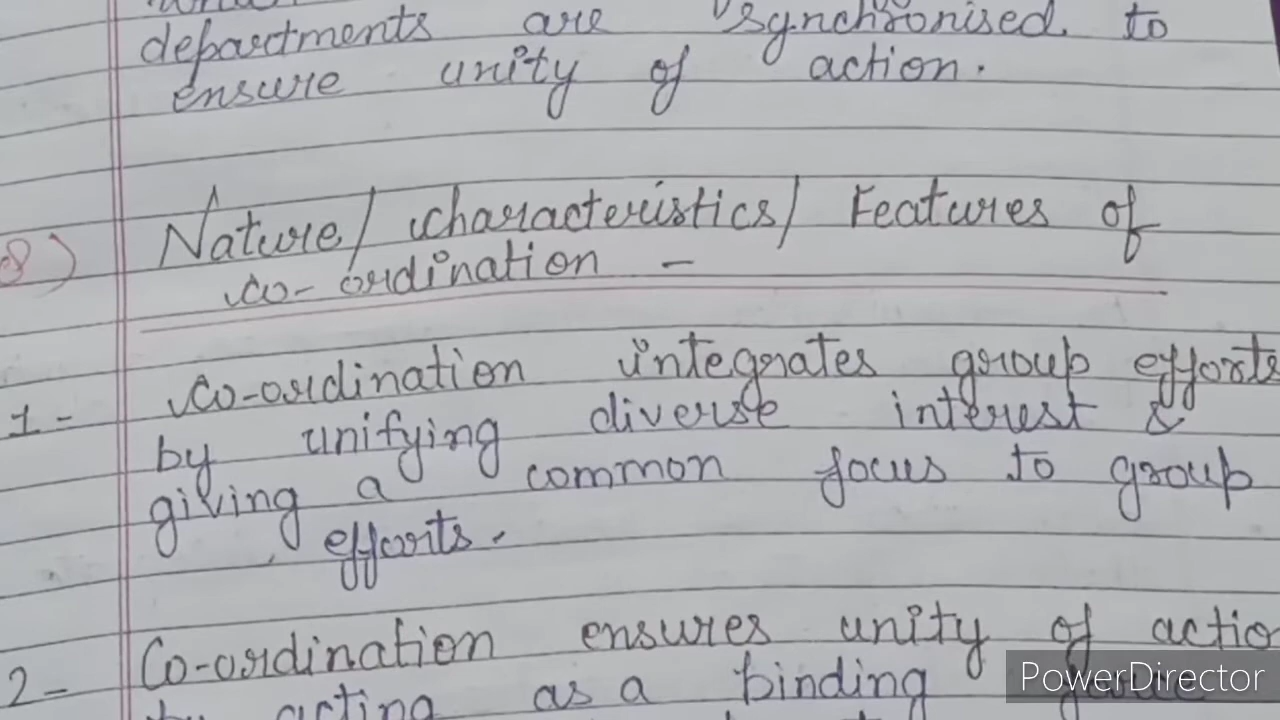 departments are synchronised to
ensure unity of action.
8)
Nature/ characteristics/ Features of
co-ordination -
1- co-ordination integrates group efforts
by unifying diverse interest &
giving a common focus to group
efforts.
2- Co-ordination ensures unity of actio
acting as a binding
PowerDirector